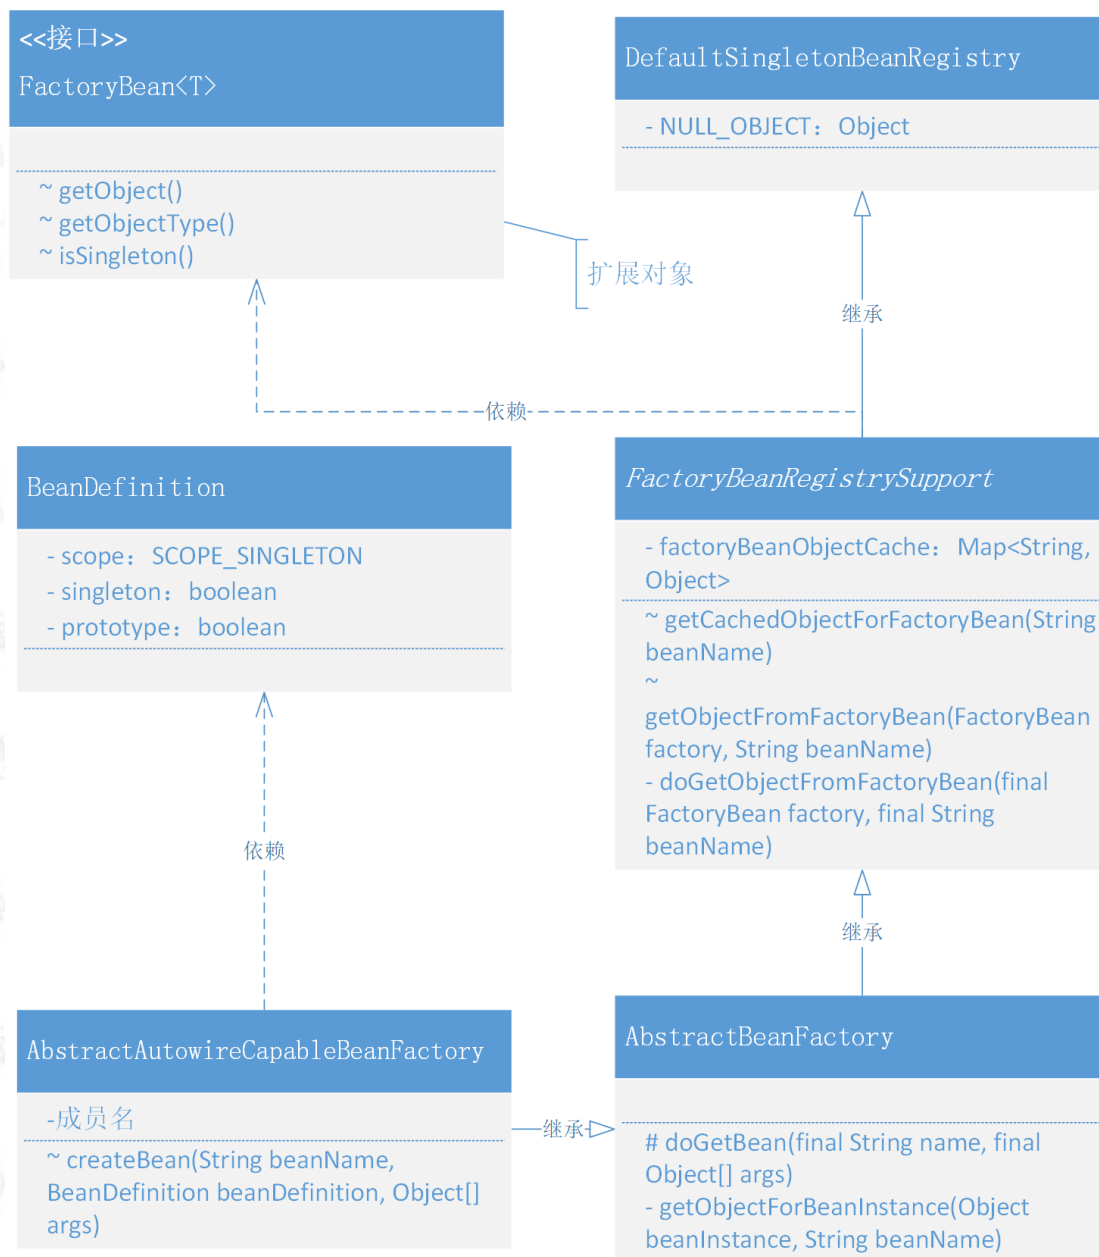 <<接口>>
FactoryBean<T>
~ getObject()
~ getObjectType()
~ isSingleton()
扩展对象
DefaultSingletonBeanRegistry
- NULL_OBJECT：Object
继承
依赖
BeanDefinition
- scope：SCOPE_SINGLETON
- singleton：boolean
- prototype：boolean
FactoryBeanRegistrySupport
- factoryBeanObjectCache：Map<String,
Object>
~ getCachedObjectForFactoryBean(String
beanName)
~
getObjectFromFactoryBean(FactoryBean
factory, String beanName)
- doGetObjectFromFactoryBean(final
FactoryBean factory, final String
beanName)
依赖
继承
AbstractAutowireCapableBeanFactory
-成员名
~ createBean(String beanName,
BeanDefinition beanDefinition, Object[]
args)
继承
AbstractBeanFactory
# doGetBean(final String name, final
Object[] args)
- getObjectForBeanInstance(Object
beanInstance, String beanName)